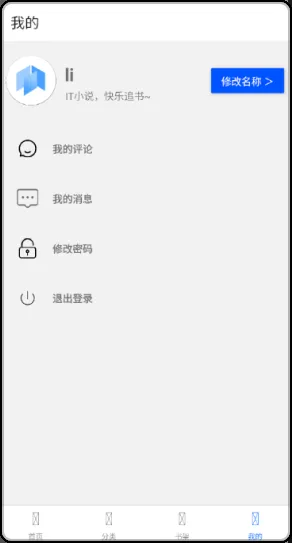 我的
li
IT小说，快乐追书~
修改名称 >
我的评论
我的消息
修改密码
退出登录
首页
分类
书架
我的